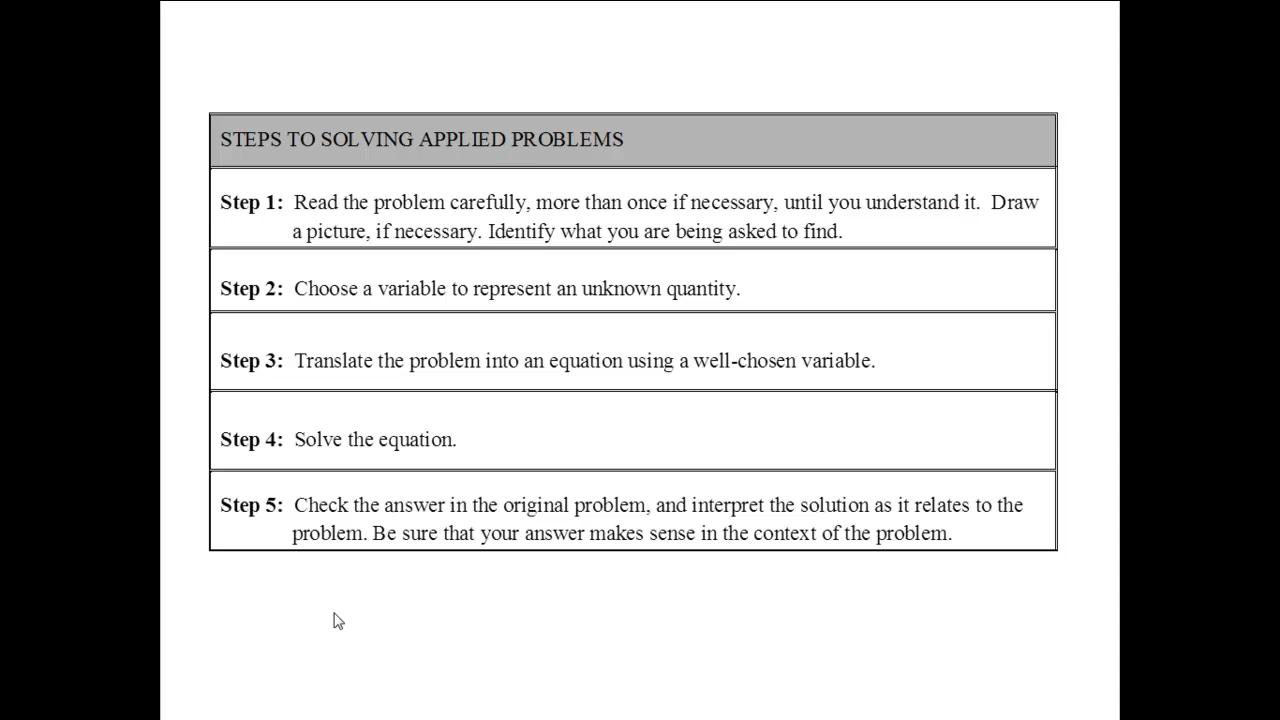 STEPS TO SOLVING APPLIED PROBLEMS
Step 1: Read the problem carefully, more than once if necessary, until you understand it. Draw
a picture, if necessary. Identify what you are being asked to find.
Step 2: Choose a variable to represent an unknown quantity.
Step 3: Translate the problem into an equation using a well-chosen variable.
Step 4: Solve the equation.
Step 5: Check the answer in the original problem, and interpret the solution as it relates to the
problem. Be sure that your answer makes sense in the context of the problem.